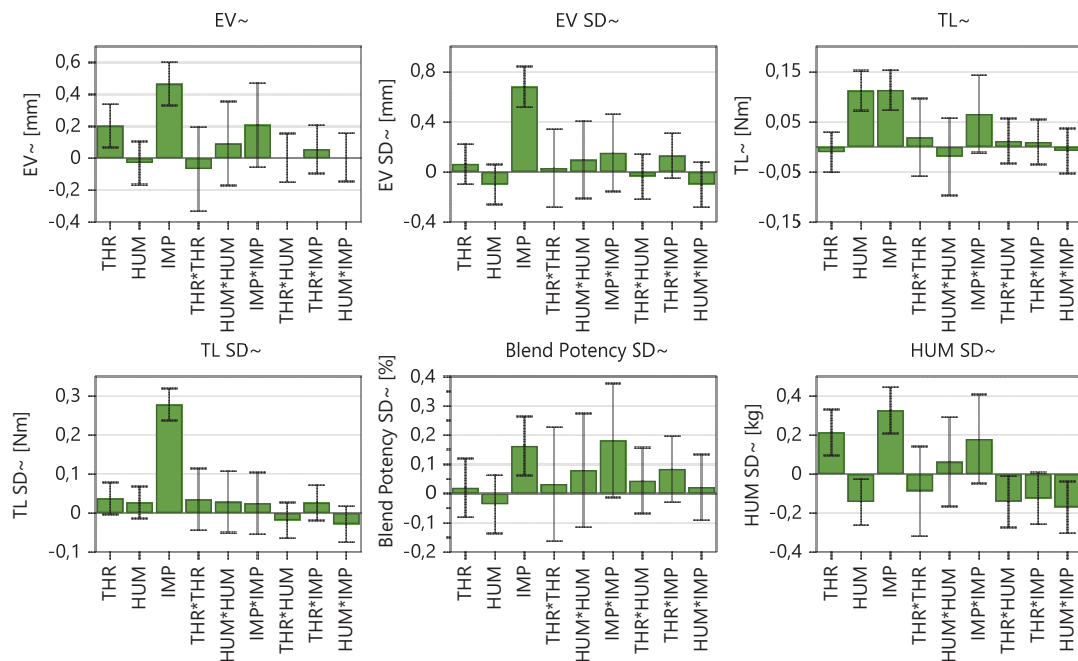 EV~
EV~ [mm]
0,6
0,4
0,2
0
-0,2
-0,4
THR
HUM
IMP
THR*THR
HUM*HUM
IMP*IMP
THR*HUM
THR*IMP
HUM*IMP
EV SD~
EV SD~ [mm]
0,8
0,4
0
-0,4
THR
HUM
IMP
THR*THR
HUM*HUM
IMP*IMP
THR*HUM
THR*IMP
HUM*IMP
TL~
TL~ [Nm]
0,15
0,05
-0,05
-0,15
THR
HUM
IMP
THR*THR
HUM*HUM
IMP*IMP
THR*HUM
THR*IMP
HUM*IMP
TL SD~
TL SD~ [Nm]
0,3
0,2
0,1
0
-0,1
THR
HUM
IMP
THR*THR
HUM*HUM
IMP*IMP
THR*HUM
THR*IMP
HUM*IMP
Blend Potency SD~
Blend Potency SD~ [%]
0,4
0,3
0,2
0,1
0
-0,1
-0,2
THR
HUM
IMP
THR*THR
HUM*HUM
IMP*IMP
THR*HUM
THR*IMP
HUM*IMP
HUM SD~
HUM SD~ [kg]
0,4
0,2
0
-0,2
-0,4
THR
HUM
IMP
THR*THR
HUM*HUM
IMP*IMP
THR*HUM
THR*IMP
HUM*IMP